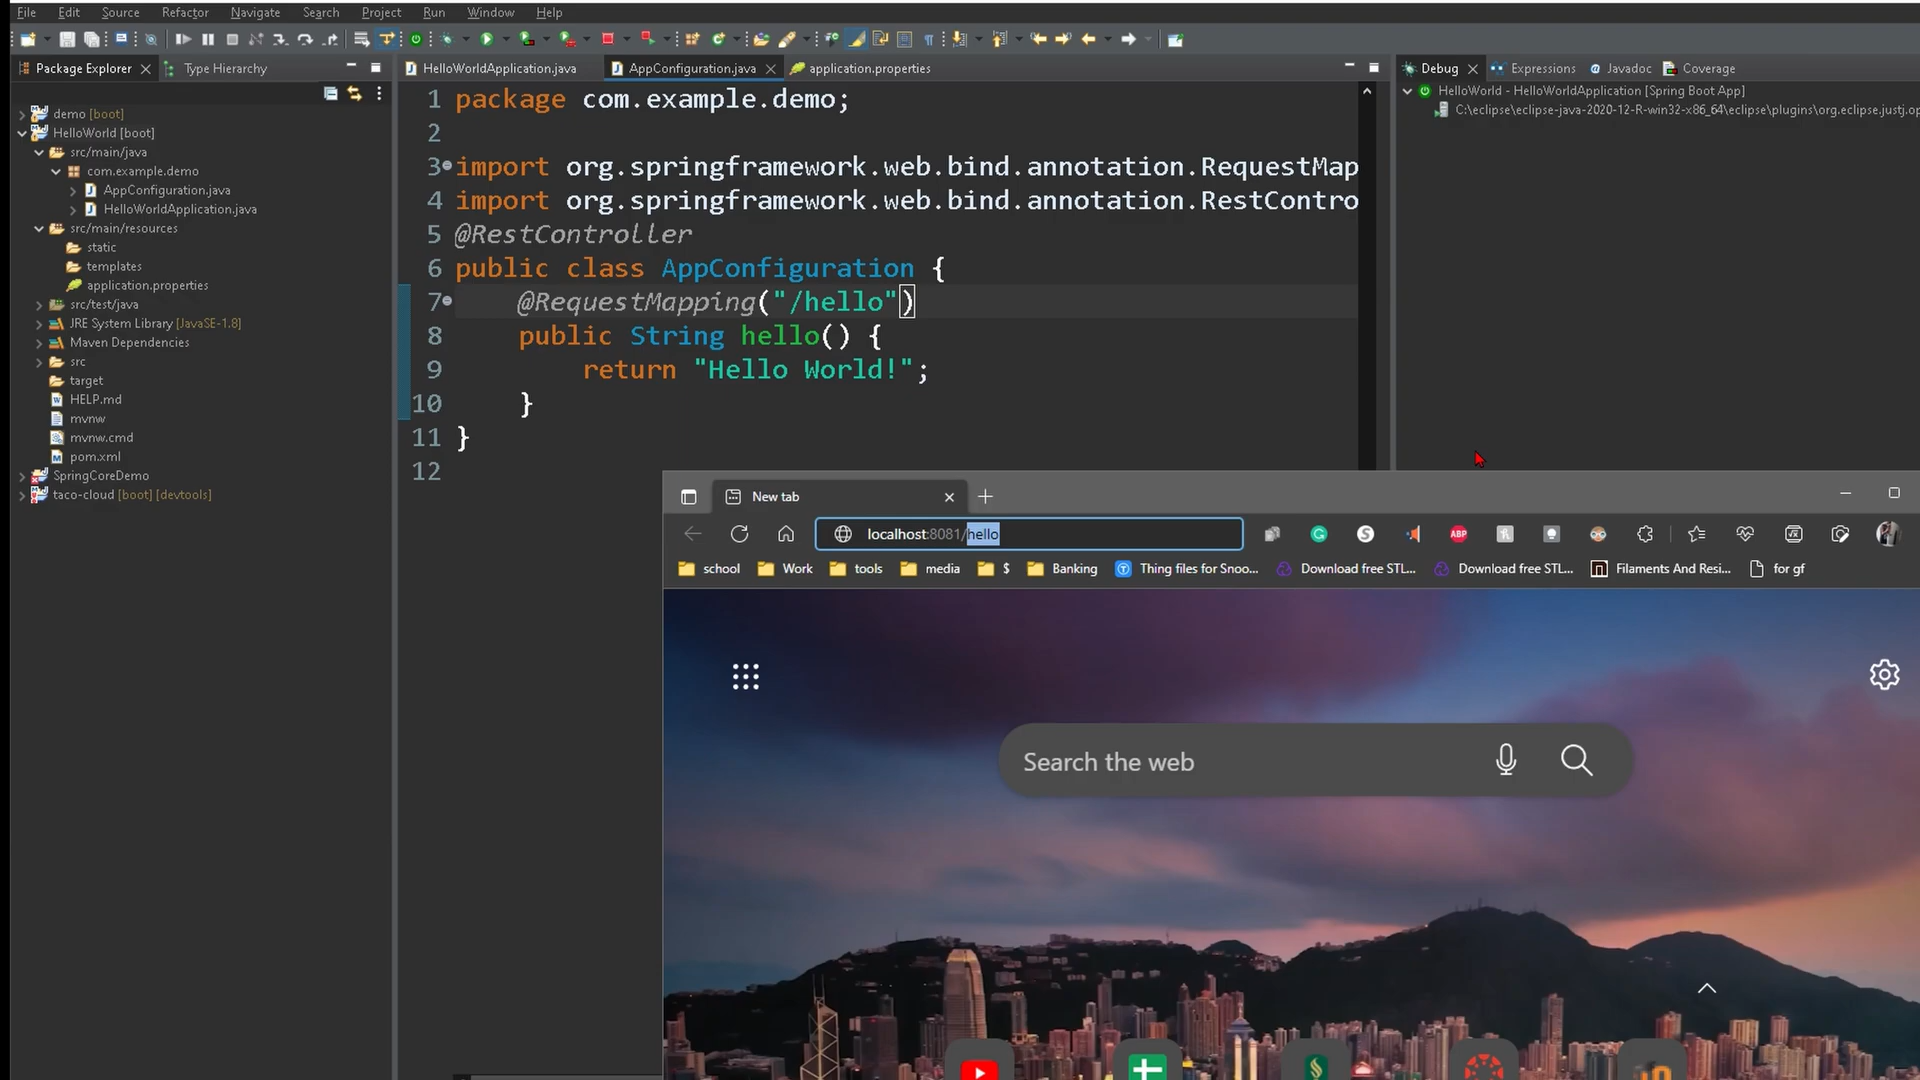 File Edit Source Refactor Navigate Search Project Run Window Help
Package Explorer
Type Hierarchy
demo [boot]
HelloWorld [boot]
src/main/java
com.example.demo
AppConfiguration.java
HelloWorldApplication.java
src/main/resources
static
templates
application.properties
src/test/java
JRE System Library [JavaSE-1.8]
Maven Dependencies
src
target
HELP.md
mvnw
mvnw.cmd
pom.xml
SpringCoreDemo
taco-cloud [boot] [devtools]
HelloWorldApplication.java AppConfiguration.java application.properties
1 package com.example.demo;
2
3 import org.springframework.web.bind.annotation.RequestMap
4 import org.springframework.web.bind.annotation.RestContro
5 @RestController
6 public class AppConfiguration {
7 @RequestMapping("/hello")
8 public String hello() {
9 return "Hello World!";
10 }
11 }
12
Debug Expressions Javadoc Coverage
HelloWorld - HelloWorldApplication [Spring Boot App]
C:\eclipse\eclipse-java-2020-12-R-win32-x86_64\eclipse\plugins\org.eclipse.justj.op
New tab
localhost:8081/hello
ABP
school Work tools media $ Banking Thing files for Snoo... Download free STL... Download free STL... Filaments And Resi... for gf
Search the web